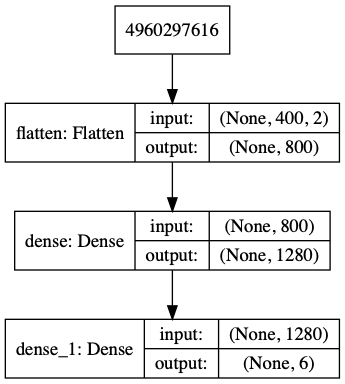 4960297616
flatten: Flatten
input: (None, 400, 2)
output: (None, 800)
dense: Dense
input: (None, 800)
output: (None, 1280)
dense_1: Dense
input: (None, 1280)
output: (None, 6)